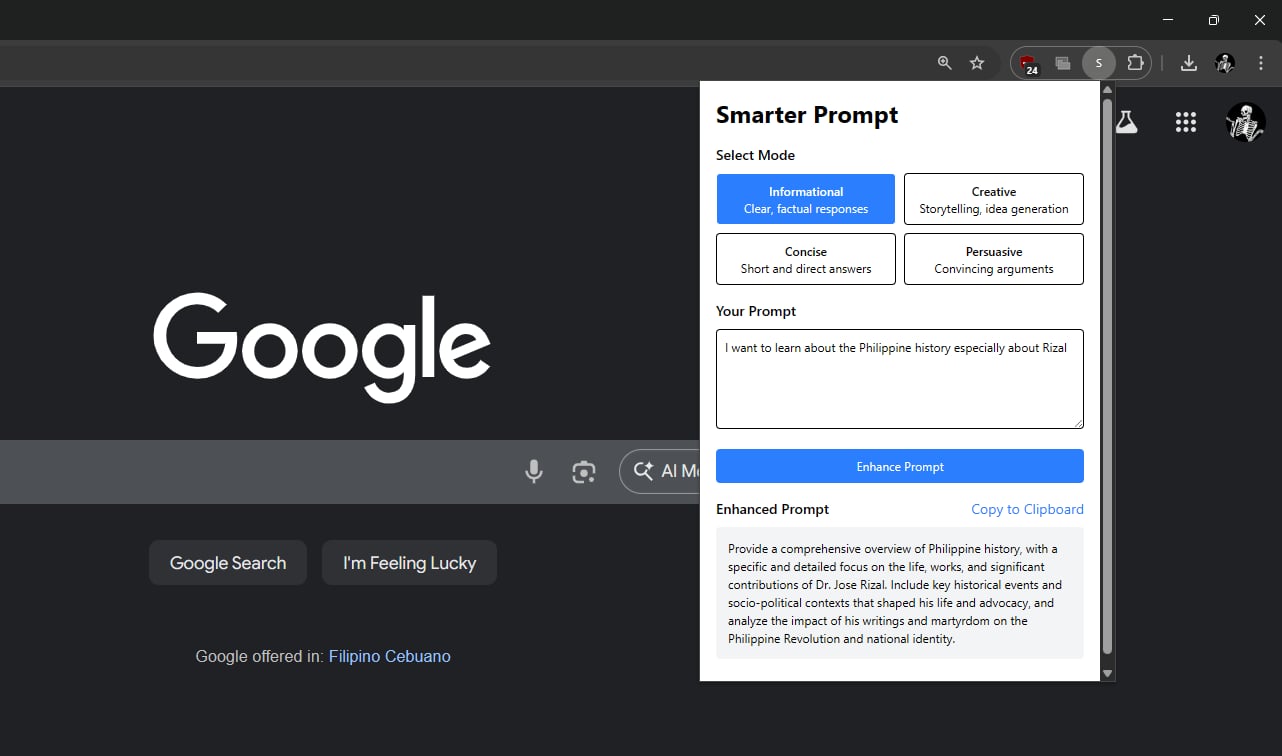 24
S
Smarter Prompt
Select Mode
Informational
Clear, factual responses
Creative
Storytelling, idea generation
Concise
Short and direct answers
Persuasive
Convincing arguments
Your Prompt
I want to learn about the Philippine history especially about Rizal
Enhance Prompt
Enhanced Prompt
Copy to Clipboard
Provide a comprehensive overview of Philippine history, with a
specific and detailed focus on the life, works, and significant
contributions of Dr. Jose Rizal. Include key historical events and
socio-political contexts that shaped his life and advocacy, and
analyze the impact of his writings and martyrdom on the
Philippine Revolution and national identity.
Google
AI Mo
Google Search
I'm Feeling Lucky
Google offered in: Filipino Cebuano